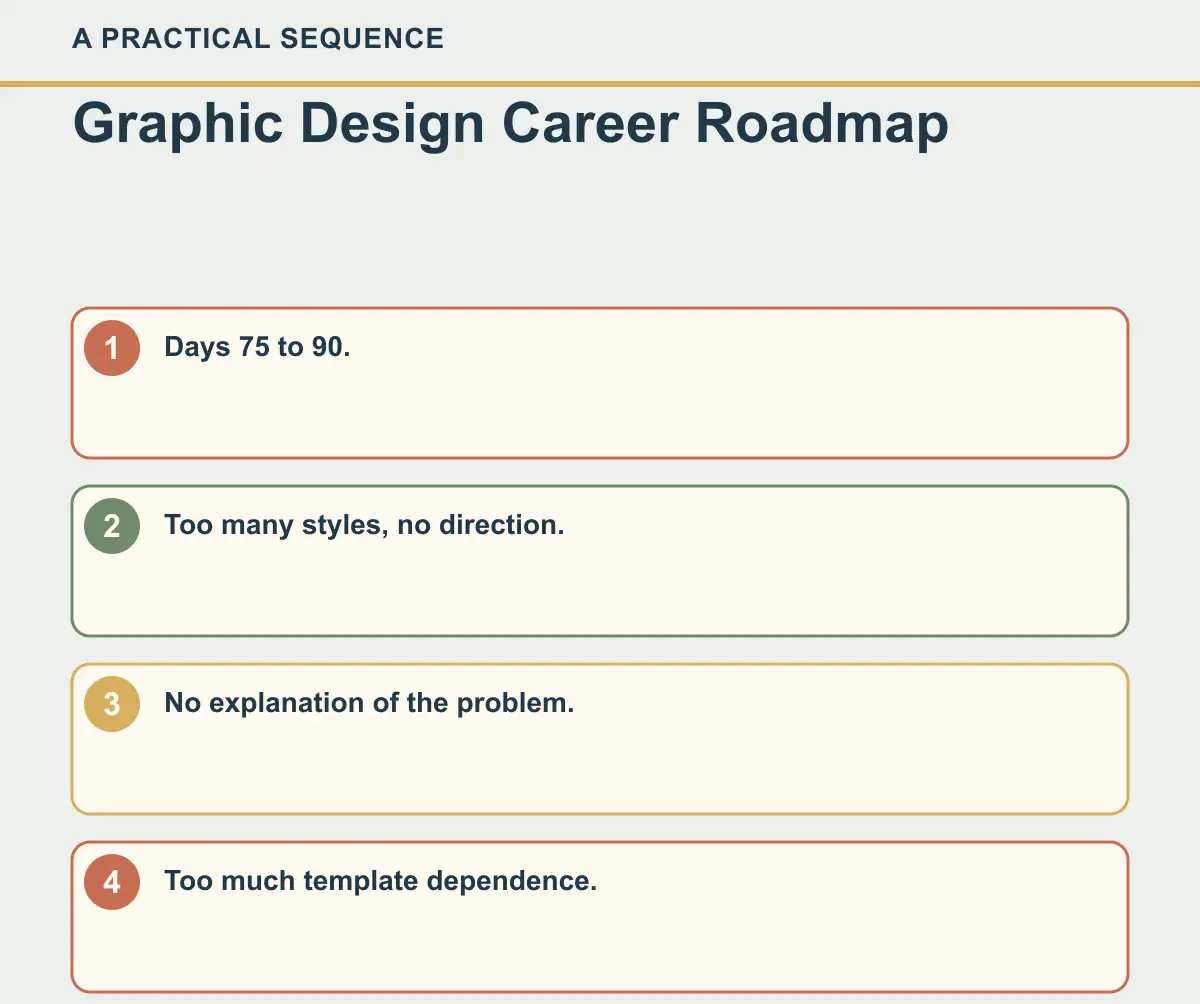 A PRACTICAL SEQUENCE
Graphic Design Career Roadmap
1 Days 75 to 90.
2 Too many styles, no direction.
3 No explanation of the problem.
4 Too much template dependence.